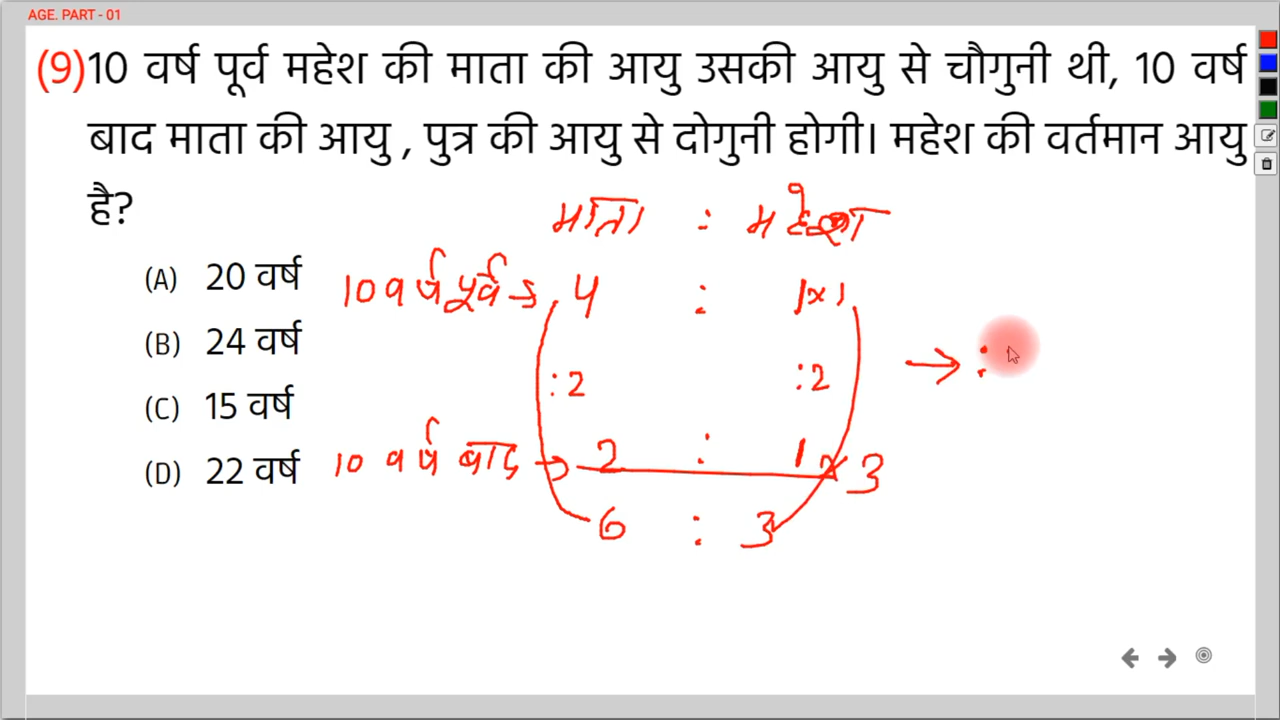 AGE. PART - 01
(9)10 वर्ष पूर्व महेश की माता की आयु उसकी आयु से चौगुनी थी, 10 वर्ष
बाद माता की आयु , पुत्र की आयु से दोगुनी होगी। महेश की वर्तमान आयु
है?
माता : महेश
(A) 20 वर्ष
10 वर्ष पूर्व → 4 : 1×1
(B) 24 वर्ष
:2 :2 → :
(C) 15 वर्ष
(D) 22 वर्ष
10 वर्ष बाद → 2 : 1×3
6 : 3